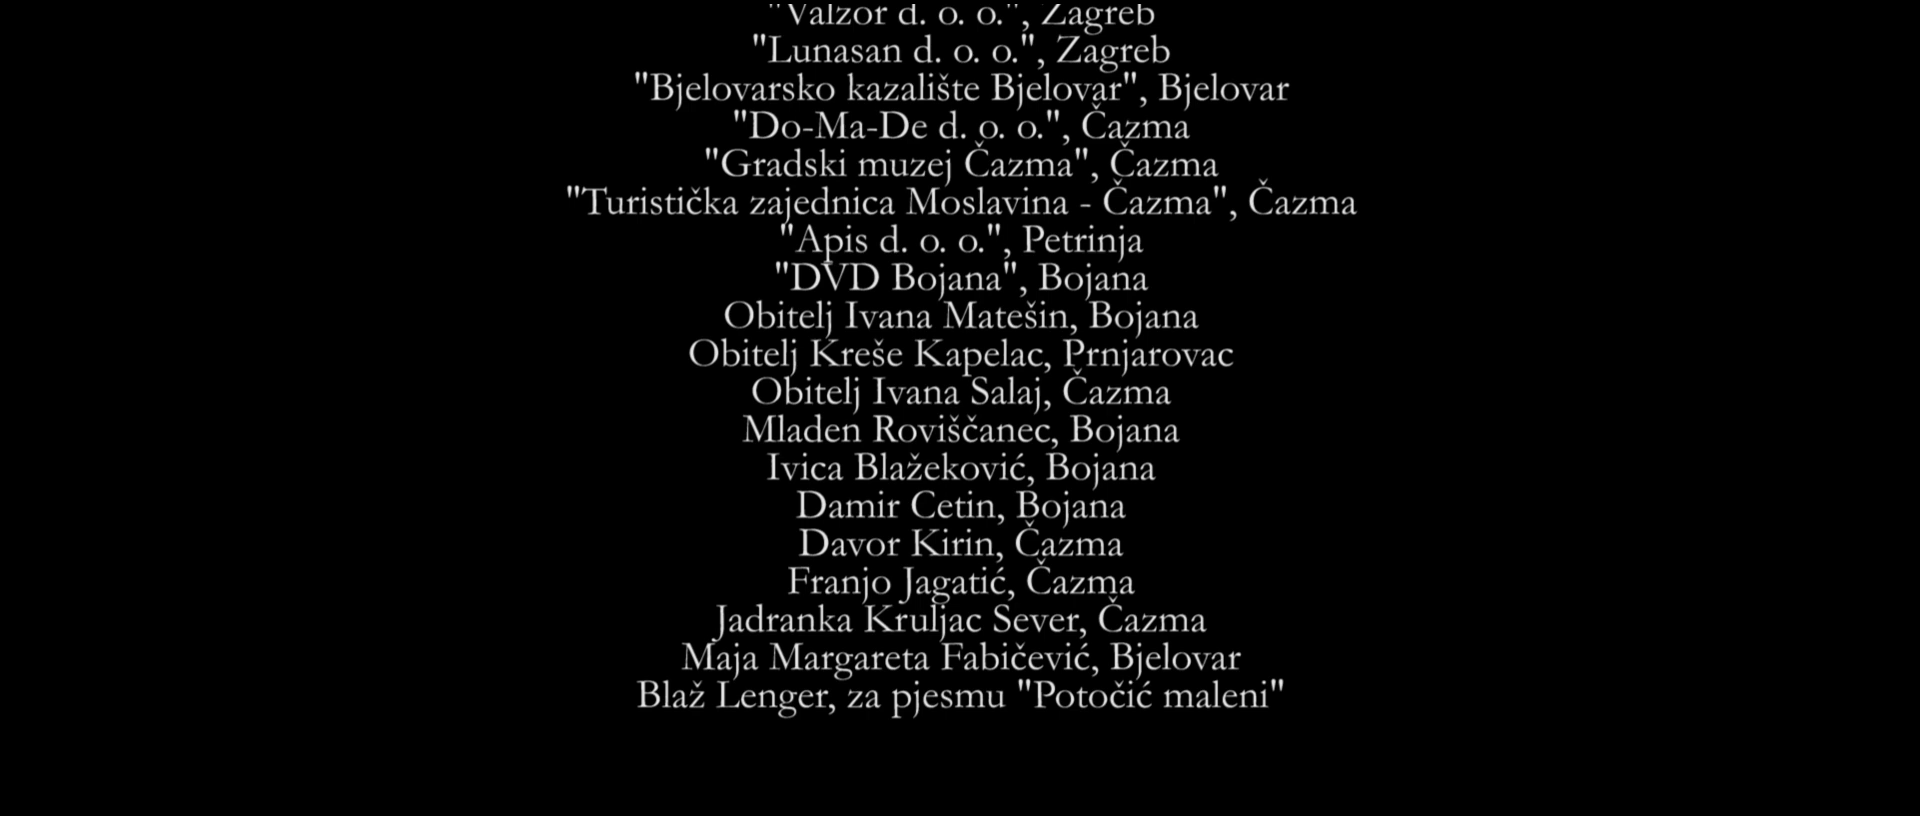 "Valzor d. o. o.", Zagreb
"Lunasan d. o. o.", Zagreb
"Bjelovarsko kazalište Bjelovar", Bjelovar
"Do-Ma-De d. o. o.", Čazma
"Gradski muzej Čazma", Čazma
"Turistička zajednica Moslavina - Čazma", Čazma
"Apis d. o. o.", Petrinja
"DVD Bojana", Bojana
Obitelj Ivana Matešin, Bojana
Obitelj Kreše Kapelac, Prnjarovac
Obitelj Ivana Salaj, Čazma
Mladen Roviščanec, Bojana
Ivica Blažeković, Bojana
Damir Cetin, Bojana
Davor Kirin, Čazma
Franjo Jagatić, Čazma
Jadranka Kruljac Sever, Čazma
Maja Margareta Fabičević, Bjelovar
Blaž Lenger, za pjesmu "Potočić maleni"